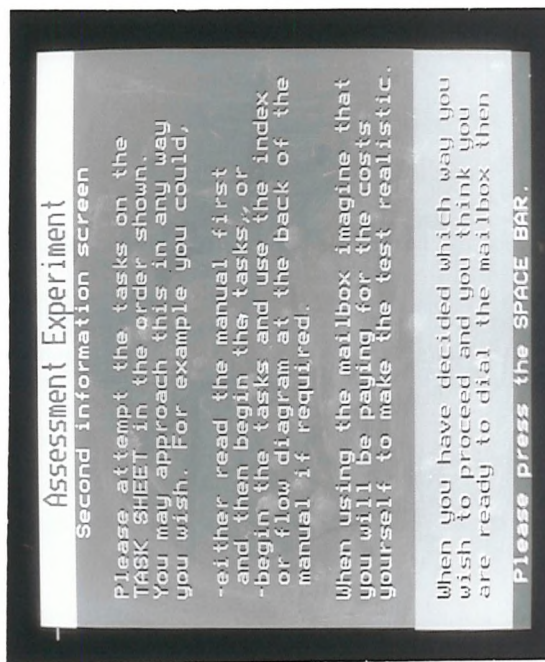 Assessment Experiment
Second information screen
Please attempt the tasks on the
TASK SHEET in the order shown.
You may approach this in any way
you wish. For example you could,
-either read the manual first
and then begin the tasks, or
-begin the tasks and use the index
or flow diagram at the back of the
manual if required.
When using the mailbox imagine that
you will be paying for the costs
yourself to make the test realistic.
When you have decided which way you
wish to proceed and you think you
are ready to dial the mailbox then
Please press the SPACE BAR.